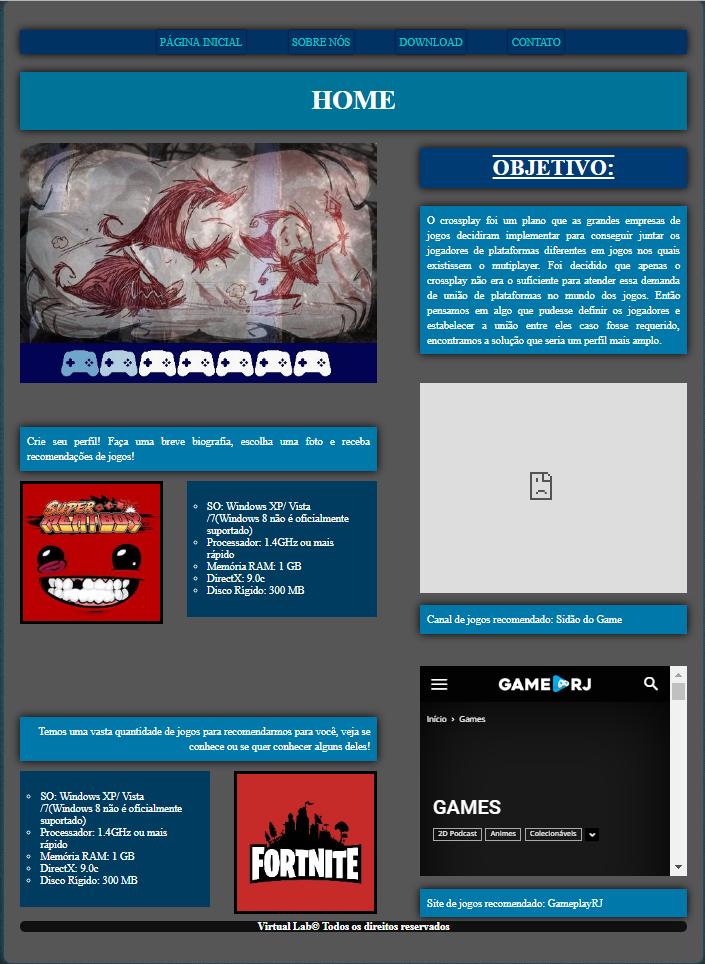 PÁGINA INICIAL SOBRE NÓS DOWNLOAD CONTATO
HOME
OBJETIVO:
O crossplay foi um plano que as grandes empresas de
jogos decidiram implementar para conseguir juntar os
jogadores de plataformas diferentes em jogos nos quais
existissem o mutiplayer. Foi decidido que apenas o
crossplay não era o suficiente para atender essa demanda
de união de plataformas no mundo dos jogos. Então
pensamos em algo que pudesse definir os jogadores e
estabelecer a união entre eles caso fosse requerido,
encontramos a solução que seria um perfil mais amplo.
Crie seu perfil! Faça uma breve biografia, escolha uma foto e receba
recomendações de jogos!
SUPER
MEAT BOY
SO: Windows XP/ Vista
/7(Windows 8 não é oficialmente
suportado)
Processador: 1.4GHz ou mais
rápido
Memória RAM: 1 GB
DirectX: 9.0c
Disco Rígido: 300 MB
Canal de jogos recomendado: Sidão do Game
Temos uma vasta quantidade de jogos para recomendarmos para você, veja se
conhece ou se quer conhecer alguns deles!
SO: Windows XP/ Vista
/7(Windows 8 não é oficialmente
suportado)
Processador: 1.4GHz ou mais
rápido
Memória RAM: 1 GB
DirectX: 9.0c
Disco Rígido: 300 MB
FORTNITE
GAME RJ
Início › Games
GAMES
2D Podcast Animes Colecionáveis
Site de jogos recomendado: GameplayRJ
Virtual Lab© Todos os direitos reservados